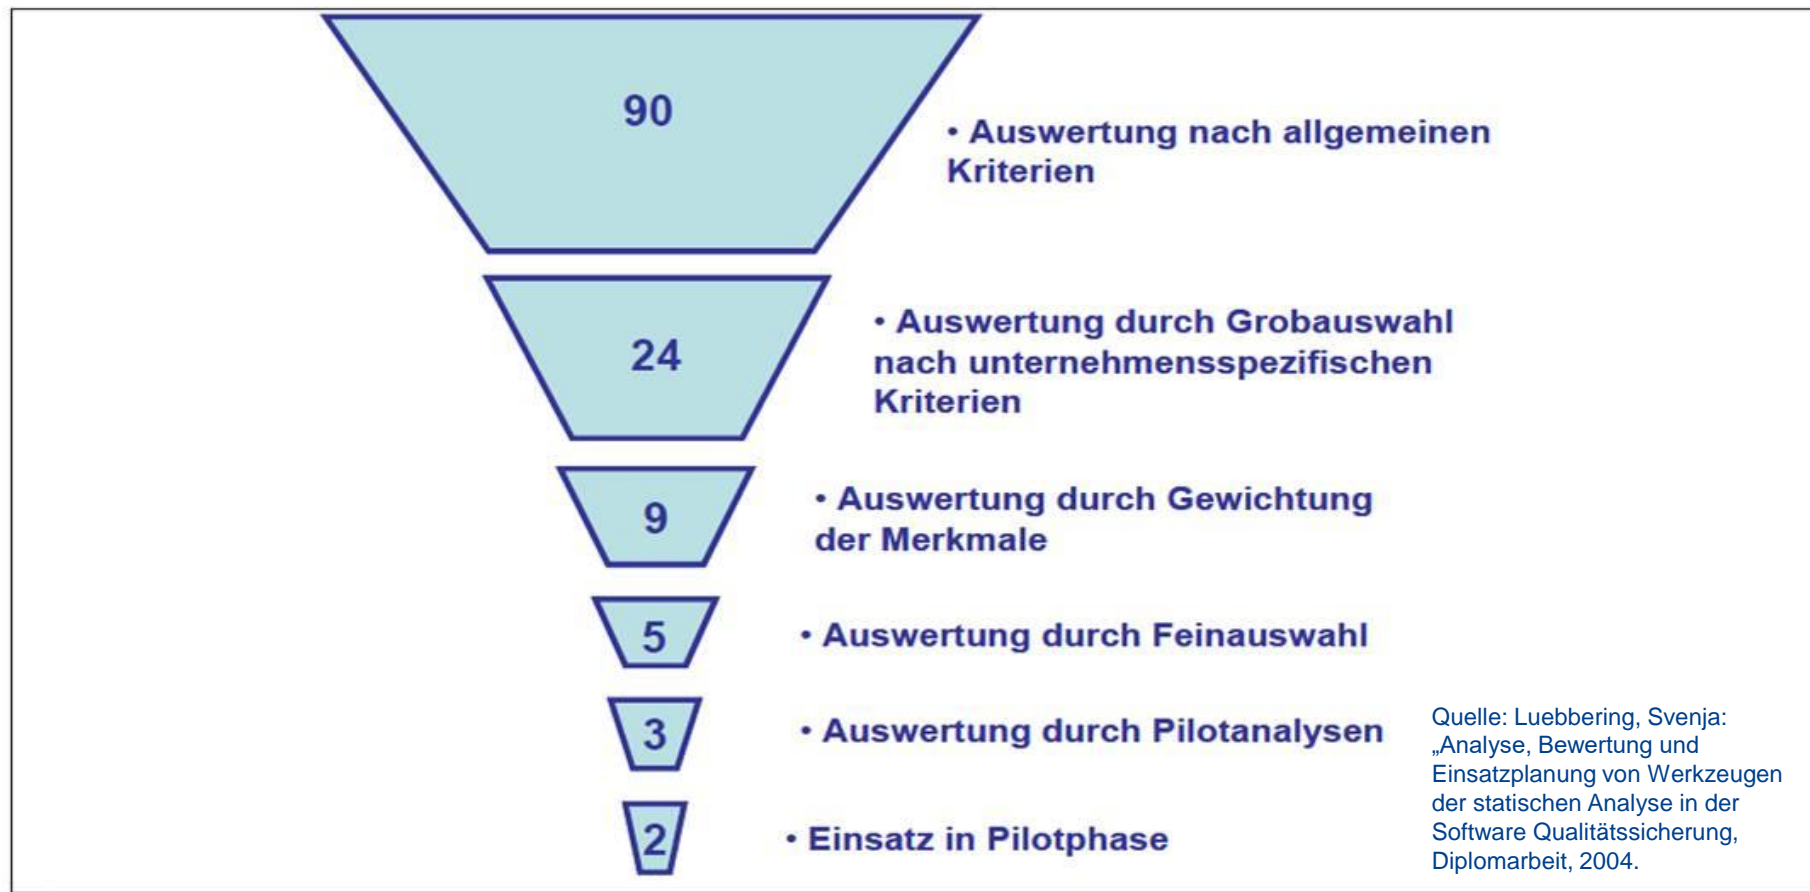 90
• Auswertung nach allgemeinen
Kriterien
24
• Auswertung durch Grobauswahl
nach unternehmensspezifischen
Kriterien
9
• Auswertung durch Gewichtung
der Merkmale
5
• Auswertung durch Feinauswahl
3
• Auswertung durch Pilotanalysen
2
• Einsatz in Pilotphase
Quelle: Luebbering, Svenja:
„Analyse, Bewertung und
Einsatzplanung von Werkzeugen
der statischen Analyse in der
Software Qualitätssicherung,
Diplomarbeit, 2004.